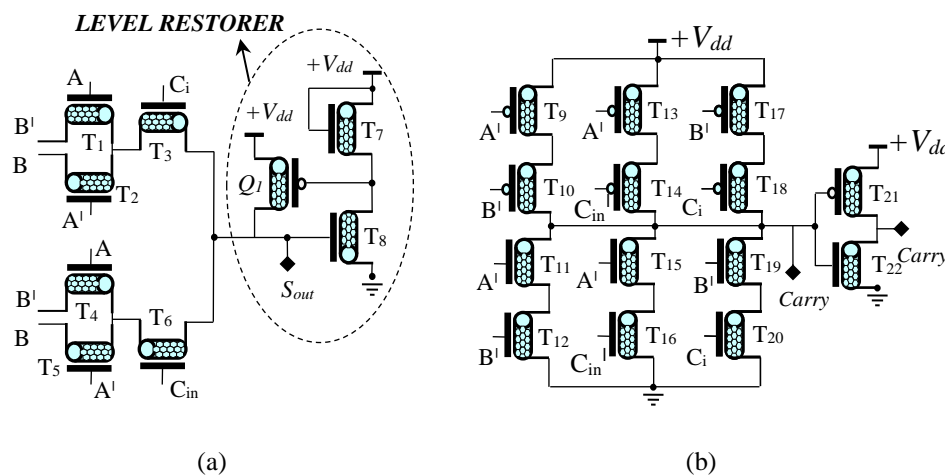 LEVEL RESTORER
+Vdd
+Vdd
A
Ci
B|
B
T1
T3
T2
A|
T7
Q1
T8
Sout
A
B|
B
T4
T6
T5
A|
Cin
(a)
+Vdd
T9
T13
T17
A|
A|
B|
+Vdd
T10
T14
T18
B|
Cin
Ci
T21
T11
T15
T19
A|
A|
B|
Carry
T22
Carry
T12
T16
T20
B|
Cin|
Ci
(b)